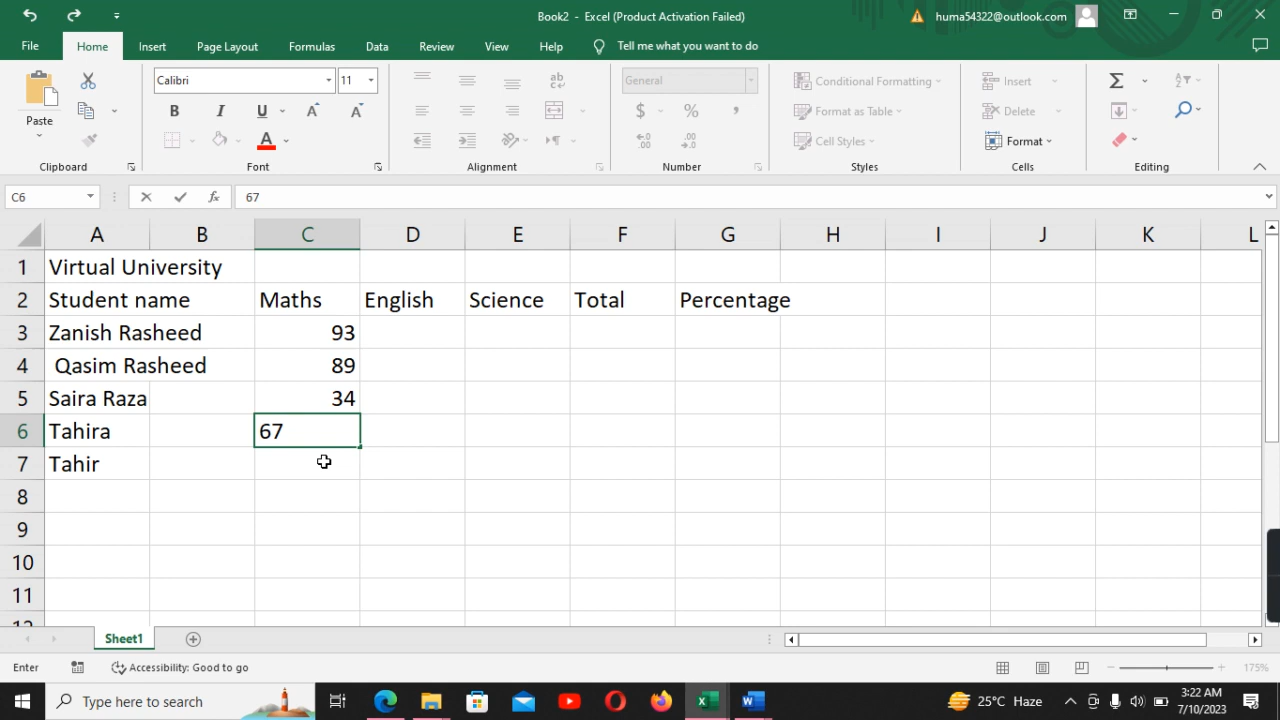 Book2 - Excel (Product Activation Failed)
huma54322@outlook.com
File Home Insert Page Layout Formulas Data Review View Help Tell me what you want to do
Calibri 11 General
Paste
ab
Conditional Formatting
Format as Table
Cell Styles
Insert
Delete
Format
Clipboard Font Alignment Number Styles Cells Editing
C6 fx 67
A B C D E F G H I J K L
1 Virtual University
2 Student name Maths English Science Total Percentage
3 Zanish Rasheed 93
4 Qasim Rasheed 89
5 Saira Raza 34
6 Tahira 67
7 Tahir
8
9
10
11
12
Sheet1
Enter Accessibility: Good to go 175%
Type here to search
25°C Haze
3:22 AM
7/10/2023